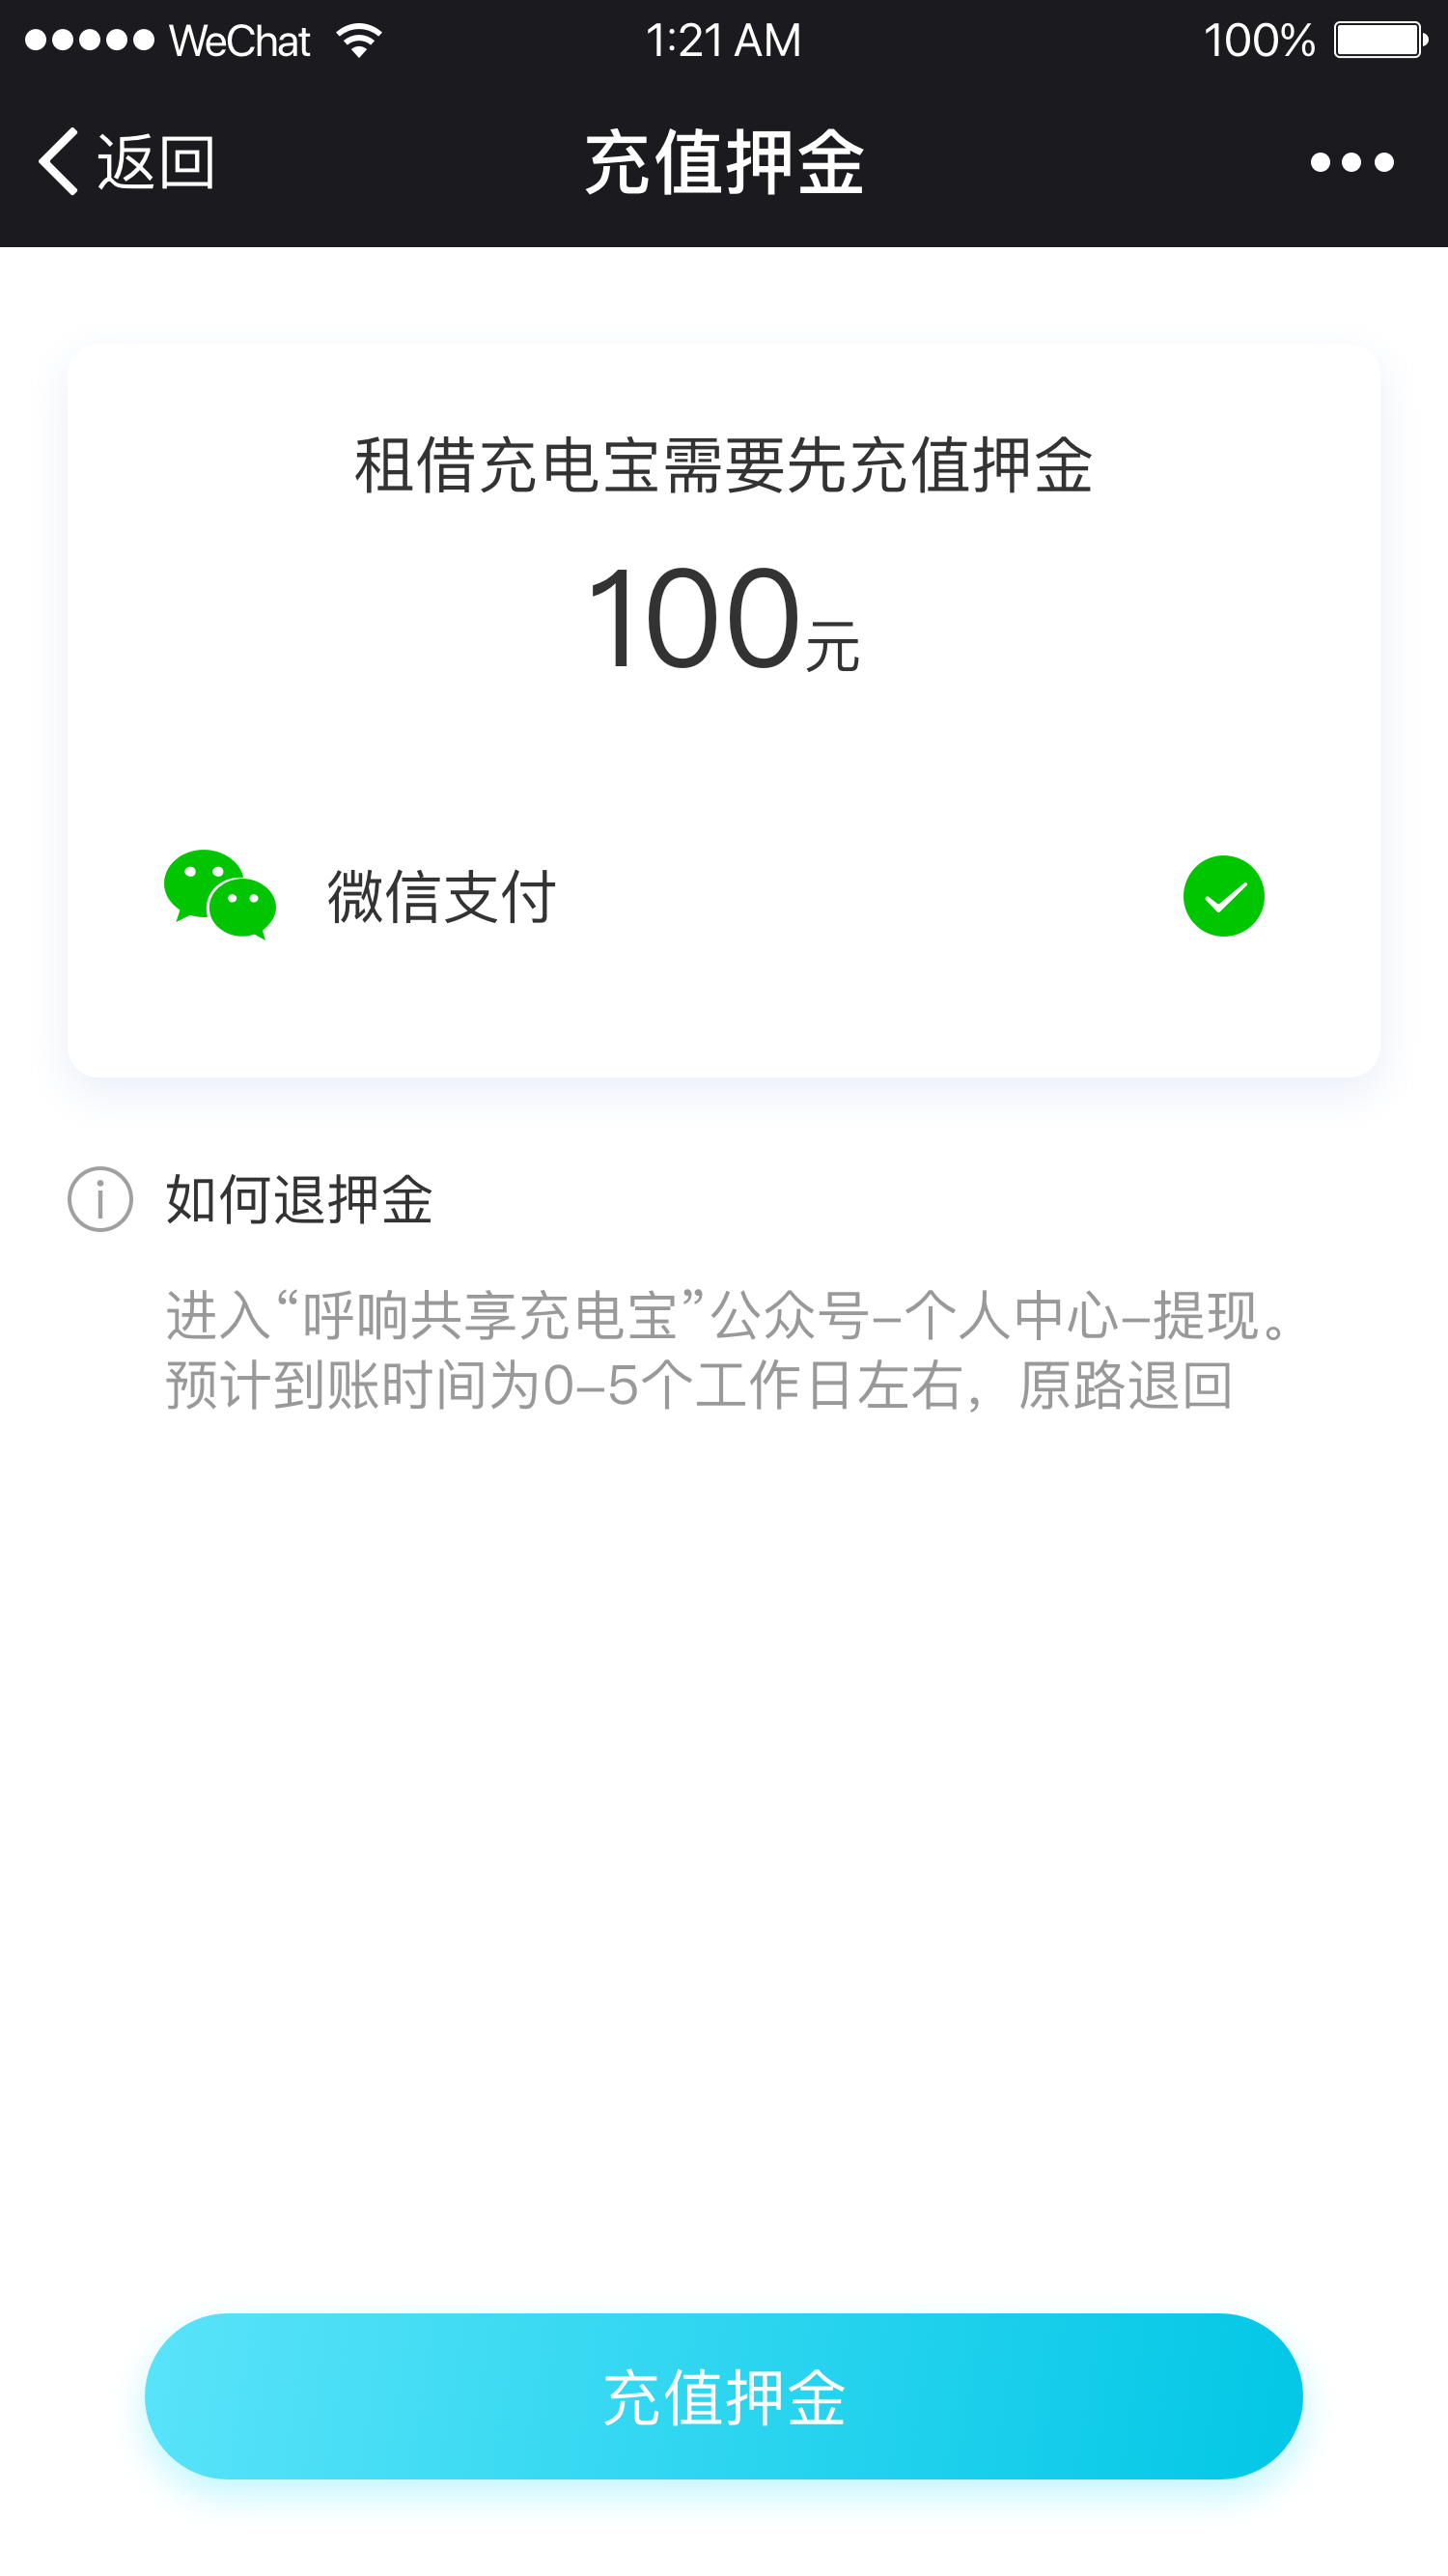 WeChat 1:21 AM 100%
返回 充值押金
租借充电宝需要先充值押金
100元
微信支付
如何退押金
进入“呼响共享充电宝”公众号-个人中心-提现。
预计到账时间为0-5个工作日左右，原路退回
充值押金